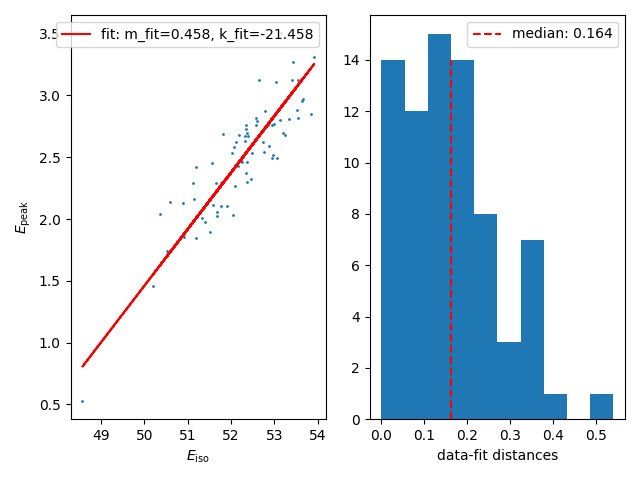 fit: m_fit=0.458, k_fit=-21.458
3.5
3.0
2.5
2.0
1.5
1.0
0.5
E_peak
49 50 51 52 53 54
E_iso
median: 0.164
14
12
10
8
6
4
2
0
0.0 0.1 0.2 0.3 0.4 0.5
data-fit distances